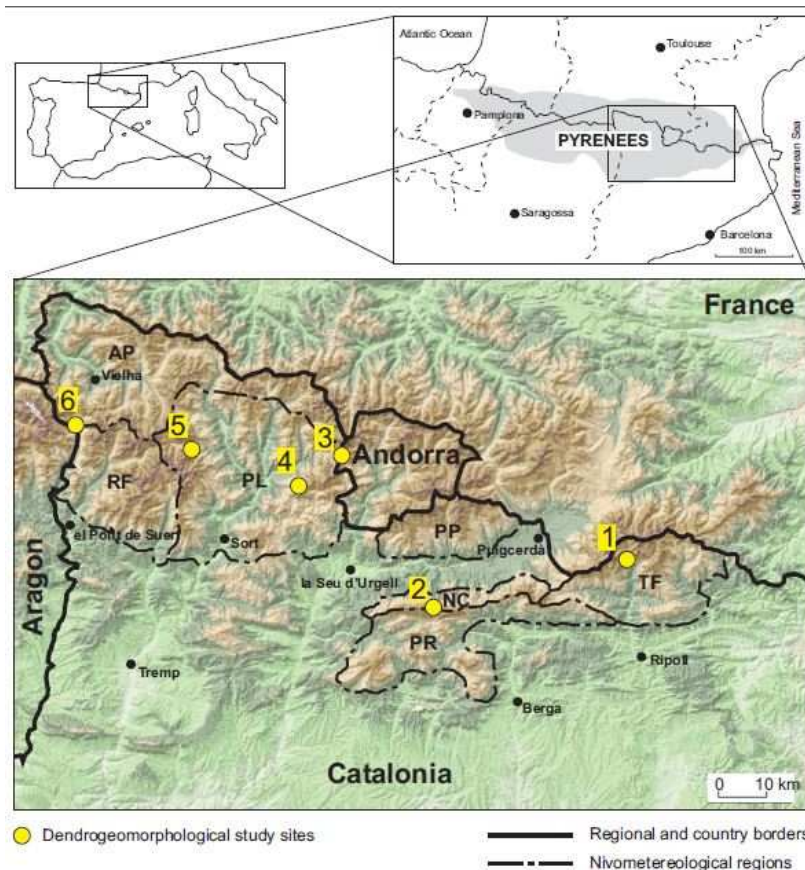 Atlantic Ocean
Toulouse
Pamplona
PYRENEES
Mediterranean Sea
Saragossa
Barcelona
100 km
France
AP
Vielha
6
5
3
Andorra
4
RF
PL
el Pont de Suert
Sort
PP
Puigcerdà
1
la Seu d'Urgell
2
NC
TF
Aragon
PR
Tremp
Ripoll
Berga
Catalonia
0 10 km
Dendrogeomorphological study sites
Regional and country borders
Nivometereological regions